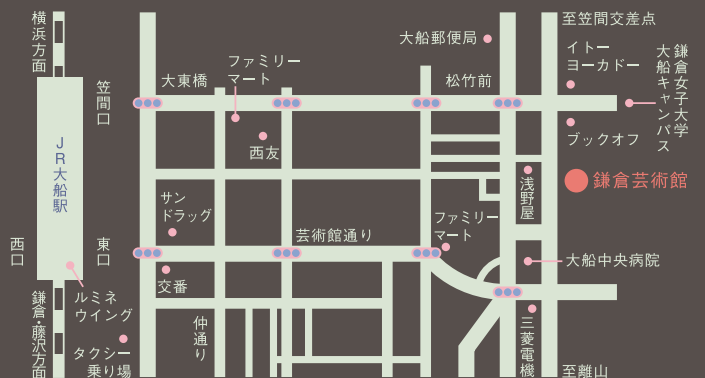 横浜方面
笠間口
JR大船駅
西口
東口
鎌倉・藤沢方面
ルミネ
ウイング
タクシー
乗り場
大東橋
ファミリー
マート
西友
サン
ドラッグ
交番
仲通り
芸術館通り
大船郵便局
松竹前
ファミリー
マート
至笠間交差点
イトー
ヨーカドー
鎌倉女子大学
大船キャンパス
ブックオフ
浅野屋
鎌倉芸術館
大船中央病院
三菱電機
至離山